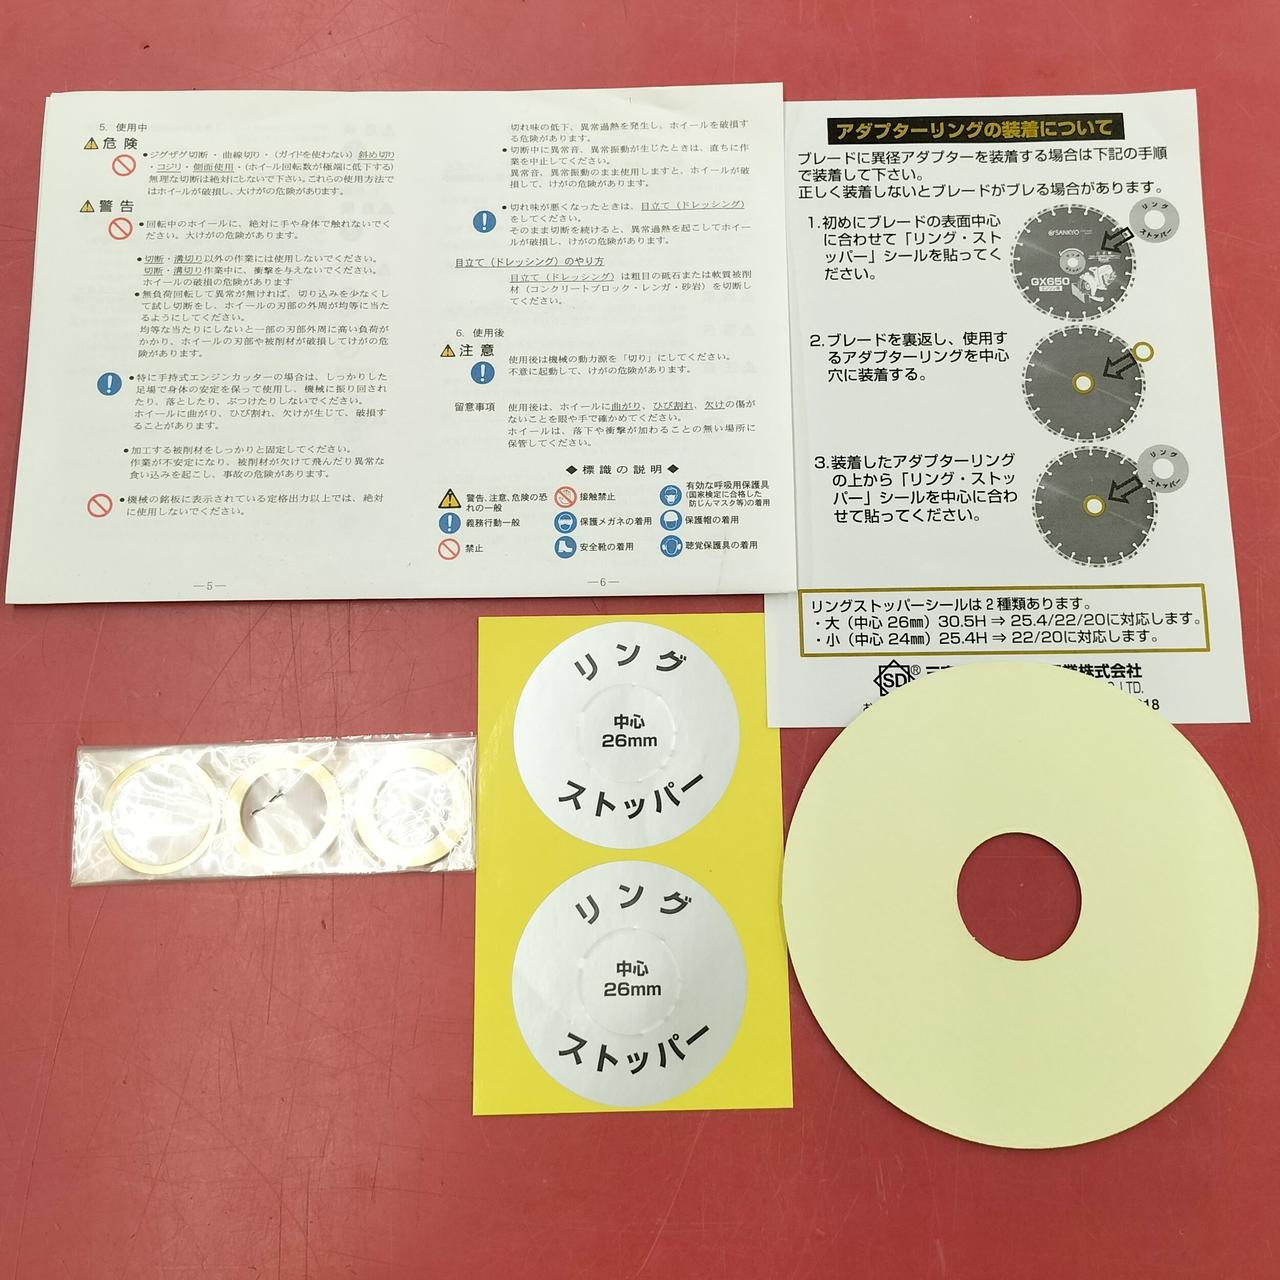 5. 使用中
危険
●ジグザグ切断・曲線切り・（ガイドを使わない）斜め切り
・コジリ・側面使用・（ホイール回転数が極端に低下する）
無理な切断は絶対にしないで下さい。これらの使用方法で
はホイールが破損し、大けがの危険があります。
警告
●回転中のホイールに、絶対に手や身体で触れないでく
ださい。大けがの危険があります。
●切断・溝切り以外の作業には使用しないでください。
切断・溝切り作業中に、衝撃を与えないでください。
ホイールの破損の危険があります
●無負荷回転して異常が無ければ、切り込みを少なくし
て試し切断をし、ホイールの刃部の外周が均等に当た
るようにしてください。
均等な当たりにしないと一部の刃部外周に高い負荷が
かかり、ホイールの刃部や被削材が破損してけがの危
険があります。
●特に手持式エンジンカッターの場合は、しっかりした
足場で身体の安定を保って使用し、機械に振り回され
たり、落としたり、ぶつけたりしないでください。
ホイールに曲がり、ひび割れ、欠けが生じて、破損す
ることがあります。
●加工する被削材をしっかりと固定してください。
作業が不安定になり、被削材が欠けて飛んだり異常な
食い込みを起こし、事故の危険があります。
●機械の銘板に表示されている定格出力以上では、絶対
に使用しないでください。
―5―
切れ味の低下、異常過熱を発生し、ホイールを破損す
る危険があります。
●切断中に異常音、異常振動が生じたときは、直ちに作
業を中止してください。
異常音、異常振動のまま使用しますと、ホイールが破
損して、けがの危険があります。
●切れ味が悪くなったときは、目立て（ドレッシング）
をしてください。
そのまま切断を続けると、異常過熱を起こしてホイー
ルが破損し、けがの危険があります。
目立て（ドレッシング）のやり方
目立て（ドレッシング）は粗目の砥石または軟質被削
材（コンクリートブロック・レンガ・砂岩）を切断し
てください。
6. 使用後
注意
使用後は機械の動力源を「切り」にしてください。
不意に起動して、けがの危険があります。
留意事項 使用後は、ホイールに曲がり、ひび割れ、欠けの傷が
ないことを眼や手で確かめてください。
ホイールは、落下や衝撃が加わることの無い場所に
保管してください。
◆標識の説明◆
警告、注意、危険の恐れの一般
接触禁止
有効な呼吸用保護具
（国家検定に合格した
防じんマスク等）の着用
義務行動一般
保護メガネの着用
保護帽の着用
禁止
安全靴の着用
聴覚保護具の着用
―6―
アダプターリングの装着について
ブレードに異径アダプターを装着する場合は下記の手順
で装着して下さい。
正しく装着しないとブレードがブレる場合があります。
1.初めにブレードの表面中心
に合わせて「リング・スト
ッパー」シールを貼ってく
ださい。
SANKYO
GX650
リング
ストッパー
2.ブレードを裏返し、使用す
るアダプターリングを中心
穴に装着する。
3.装着したアダプターリング
の上から「リング・ストッ
パー」シールを中心に合わ
せて貼ってください。
リング
ストッパー
リングストッパーシールは2種類あります。
・大（中心 26㎜）30.5H ⇒ 25.4/22/20に対応します。
・小（中心 24㎜）25.4H ⇒ 22/20に対応します。
SD®
業株式会社
LTD.
18
リング
中心
26mm
ストッパー
リング
中心
26mm
ストッパー